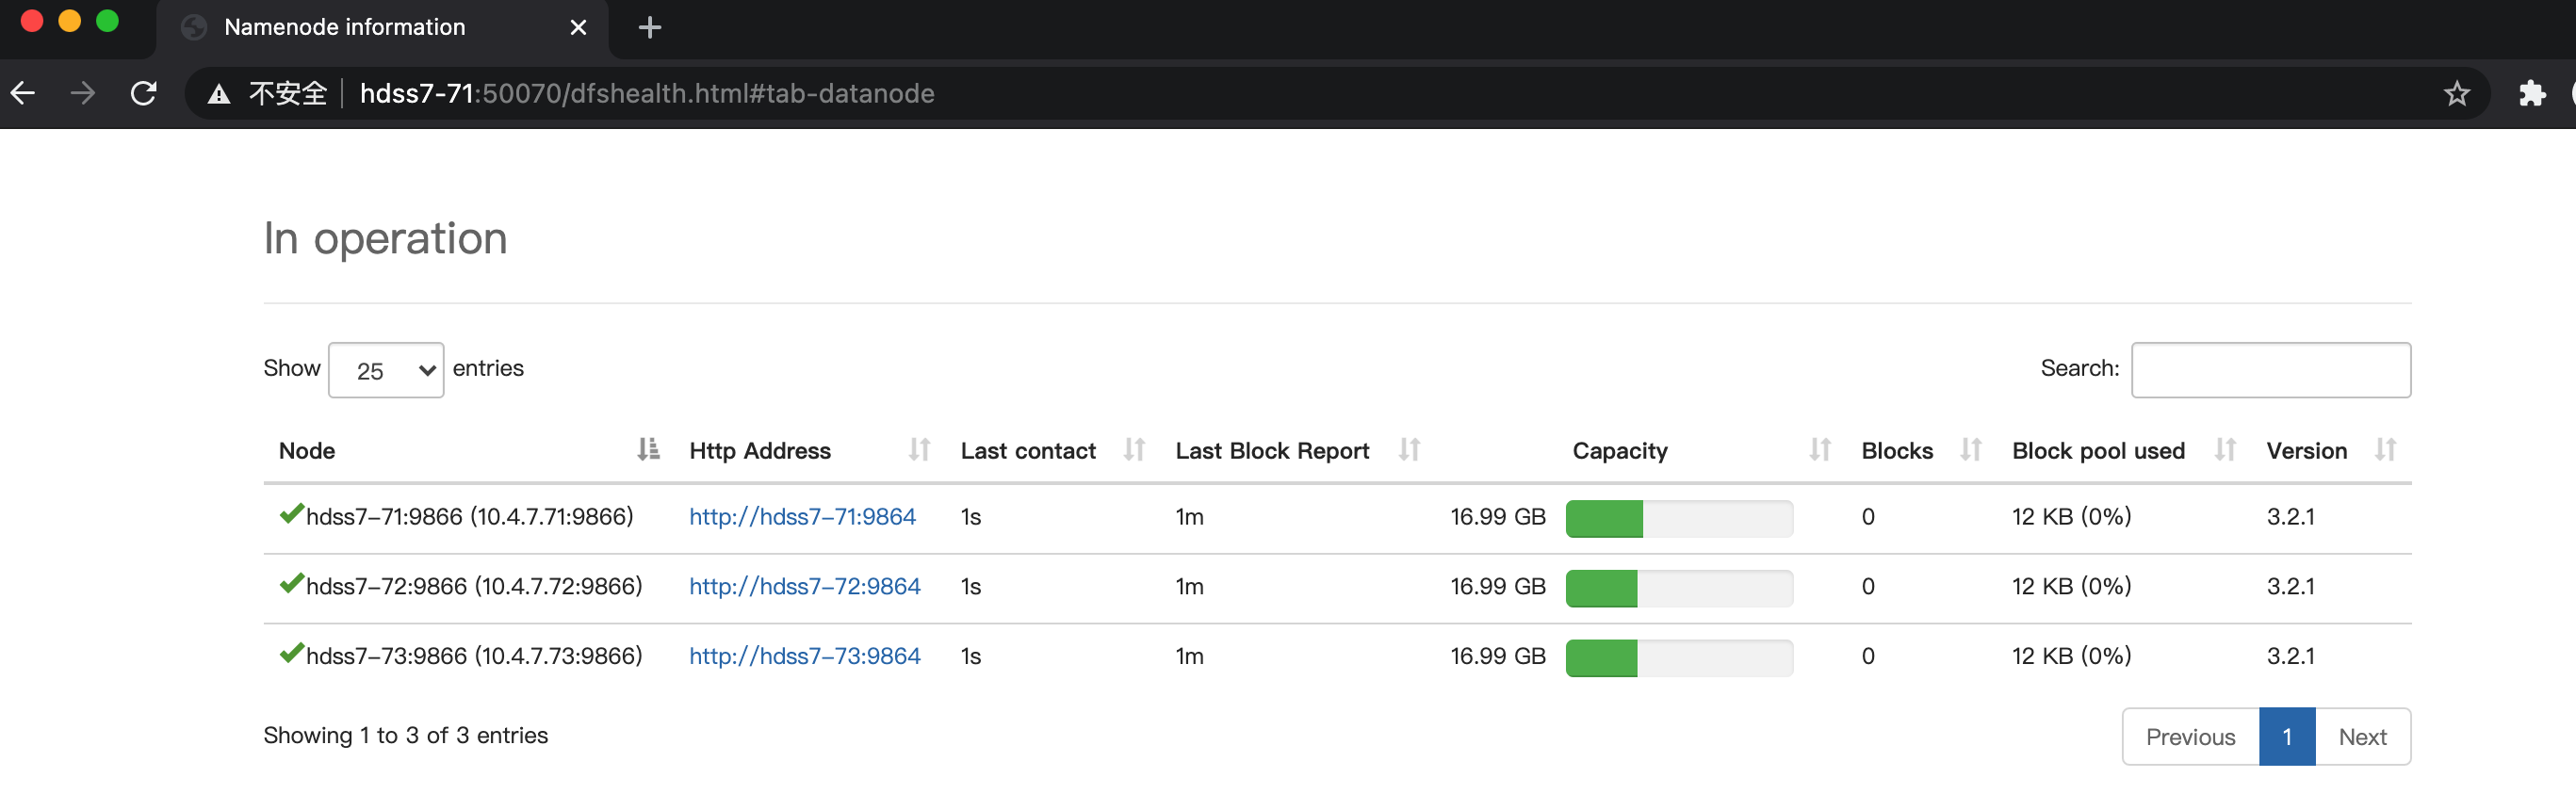 Namenode information
不安全 hdss7-71:50070/dfshealth.html#tab-datanode
In operation
Show 25 entries Search:
Node Http Address Last contact Last Block Report Capacity Blocks Block pool used Version
hdss7-71:9866 (10.4.7.71:9866) http://hdss7-71:9864 1s 1m 16.99 GB 0 12 KB (0%) 3.2.1
hdss7-72:9866 (10.4.7.72:9866) http://hdss7-72:9864 1s 1m 16.99 GB 0 12 KB (0%) 3.2.1
hdss7-73:9866 (10.4.7.73:9866) http://hdss7-73:9864 1s 1m 16.99 GB 0 12 KB (0%) 3.2.1
Showing 1 to 3 of 3 entries Previous 1 Next